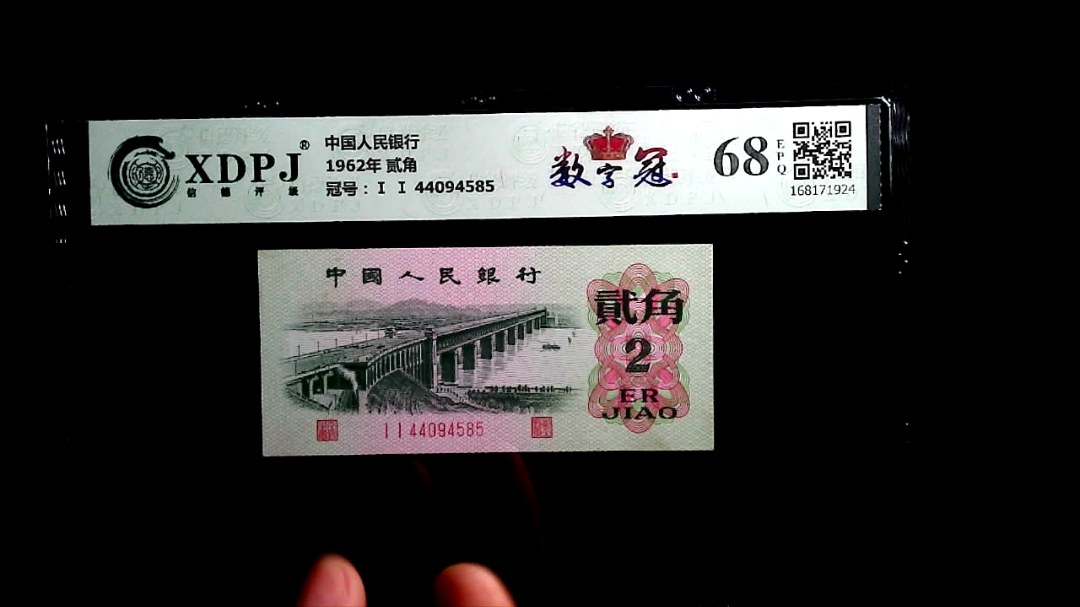 XDPJ®
信德评级
中国人民银行
1962年 贰角
冠号：I I 44094585
数字冠
68
EPQ
168171924
中國人民銀行
貳角
2
ER
JIAO
I I 44094585